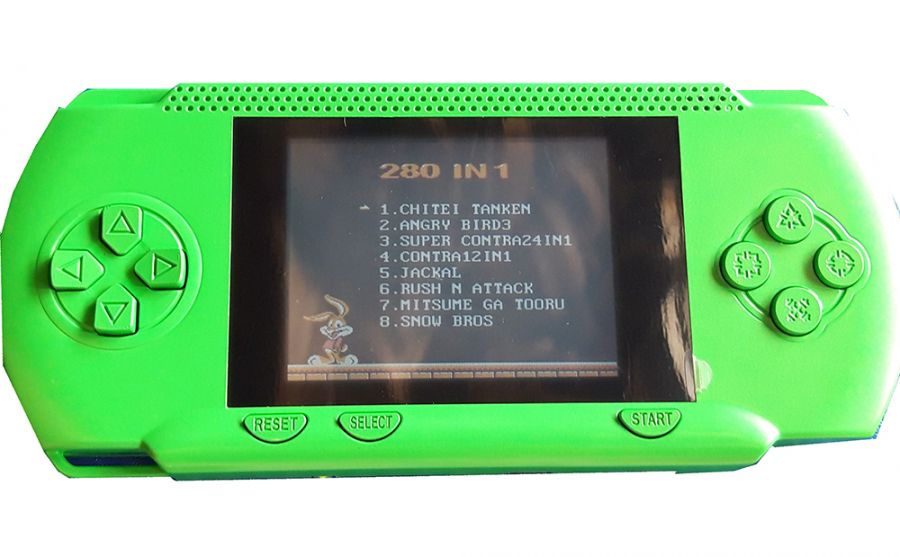 280 IN 1
1.CHITEI TANKEN
2.ANGRY BIRD3
3.SUPER CONTRA24IN1
4.CONTRA12IN1
5.JACKAL
6.RUSH N ATTACK
7.MITSUME GA TOORU
8.SNOW BROS
RESET
SELECT
START